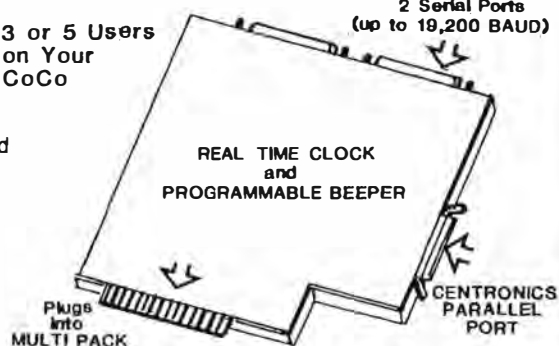 3 or 5 Users
on Your
CoCo
d
2 Serial Ports
(up to 19,200 BAUD)
REAL TIME CLOCK
and
PROGRAMMABLE BEEPER
Plugs
Into
MULTI PACK
CENTRONICS
PARALLEL
PORT